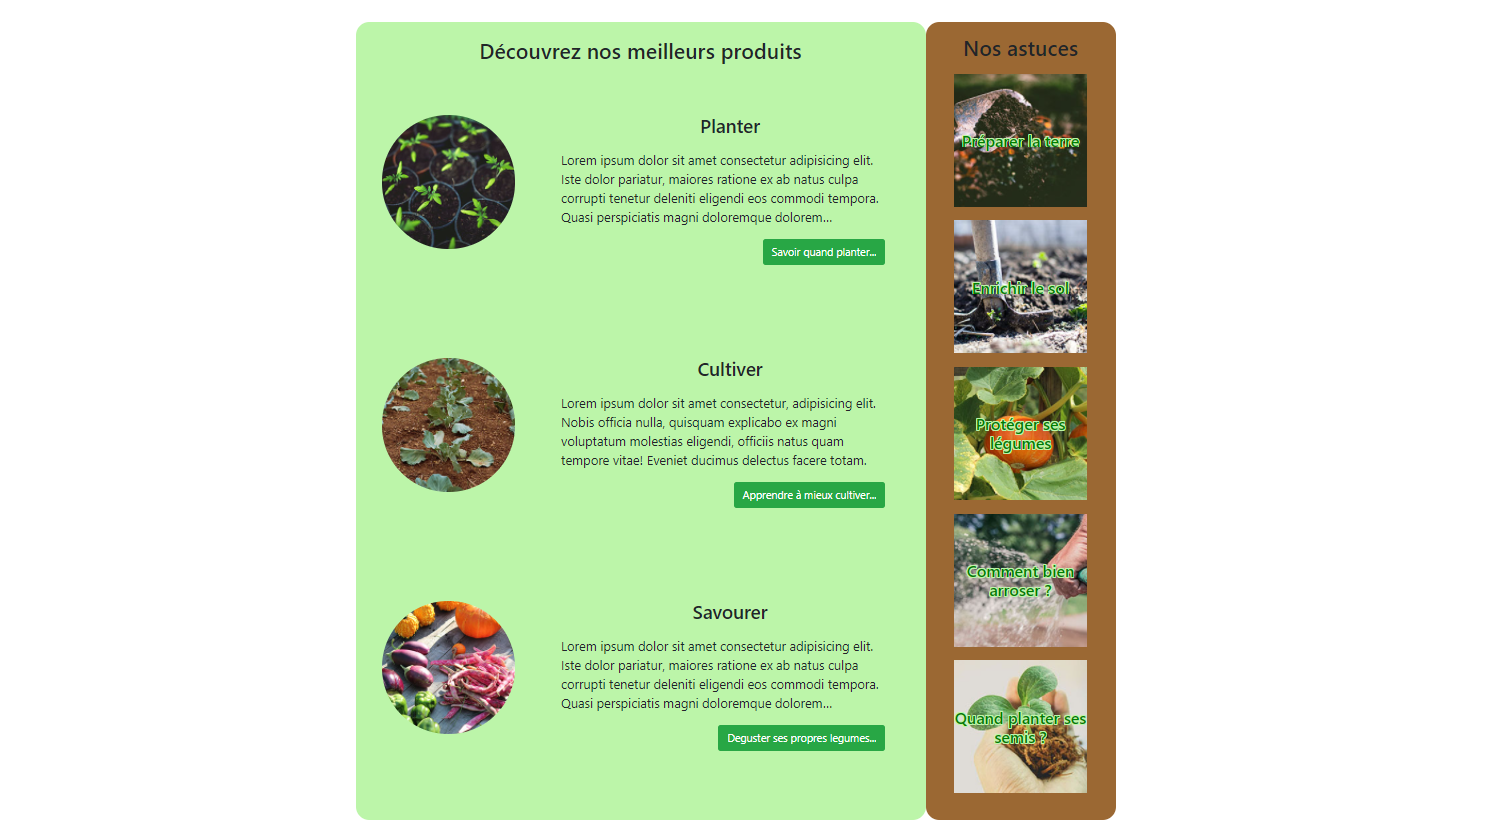 Découvrez nos meilleurs produits
Planter
Lorem ipsum dolor sit amet consectetur adipisicing elit.
Iste dolor pariatur, maiores ratione ex ab natus culpa
corrupti tenetur deleniti eligendi eos commodi tempora.
Quasi perspiciatis magni doloremque dolorem...
Savoir quand planter...
Cultiver
Lorem ipsum dolor sit amet consectetur, adipisicing elit.
Nobis officia nulla, quisquam explicabo ex magni
voluptatum molestias eligendi, officiis natus quam
tempore vitae! Eveniet ducimus delectus facere totam.
Apprendre à mieux cultiver...
Savourer
Lorem ipsum dolor sit amet consectetur adipisicing elit.
Iste dolor pariatur, maiores ratione ex ab natus culpa
corrupti tenetur deleniti eligendi eos commodi tempora.
Quasi perspiciatis magni doloremque dolorem...
Deguster ses propres legumes...
Nos astuces
Préparer la terre
Enrichir le sol
Protéger ses
légumes
Comment bien
arroser ?
Quand planter ses
semis ?